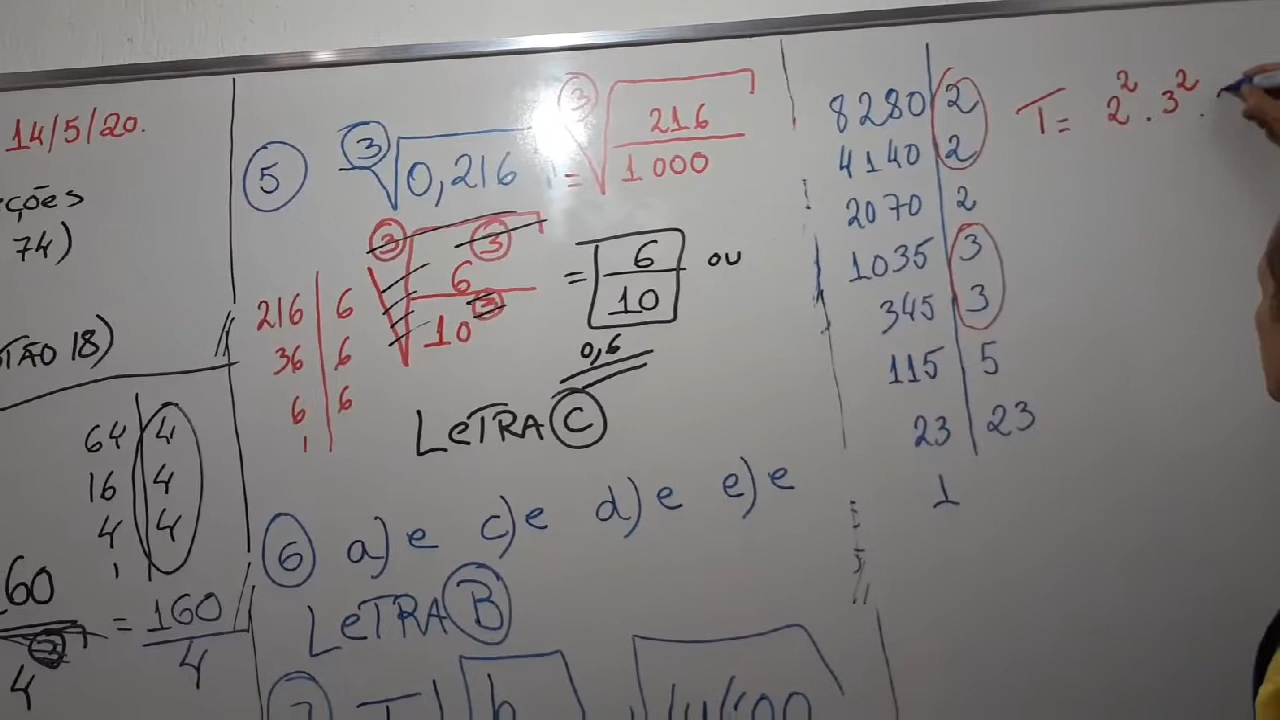 14/5/20.
ções
74)
TÃO 18)
64 | 4
16 | 4
4 | 4
1
60
4 ③ = 160/4
⑤ ③√0,216 = ③√216/1000
③√6③/10③ = 6/10 ou
0,6
216 | 6
36 | 6
6 | 6
1
LeTRA Ⓒ
⑥ a) e c) e d) e e) e
LeTRA Ⓑ
8280 | 2
4140 | 2
2070 | 2
1035 | 3
345 | 3
115 | 5
23 | 23
1
T = 2² . 3² .